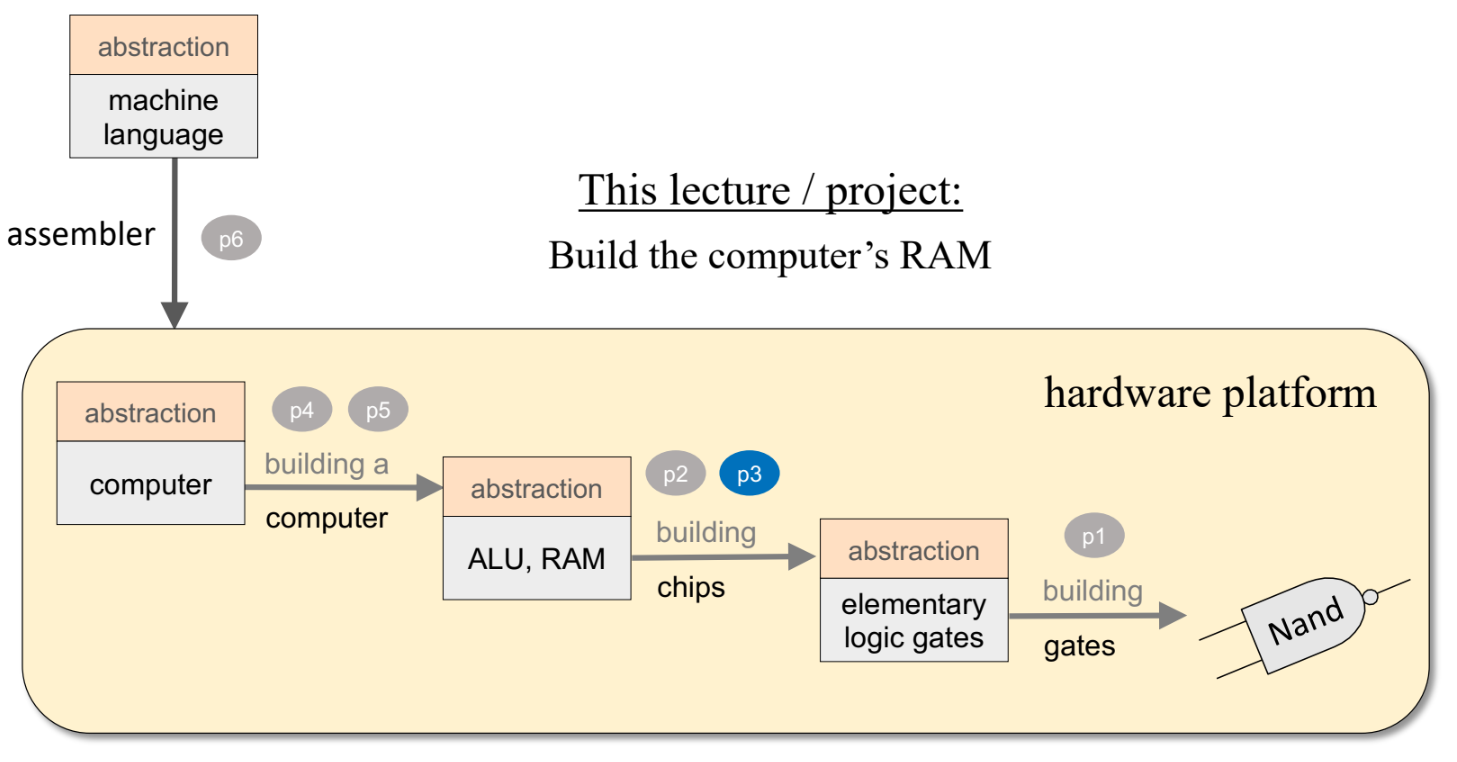 abstraction
machine
language
assembler
p6
This lecture / project:
Build the computer’s RAM
hardware platform
abstraction
computer
p4
p5
building a
computer
abstraction
ALU, RAM
p2
p3
building
chips
abstraction
elementary
logic gates
p1
building
gates
Nand